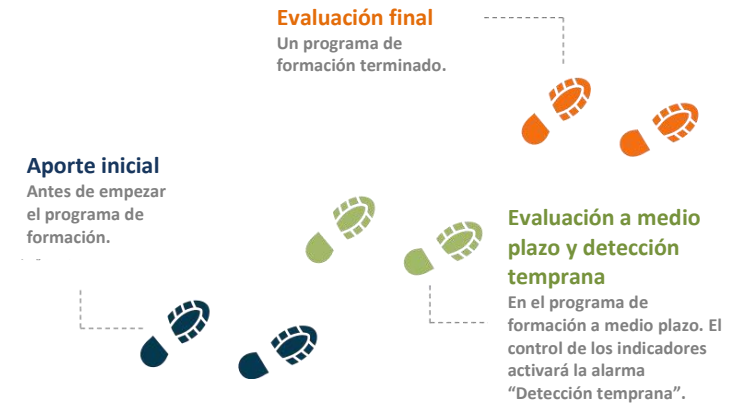 Evaluación final
Un programa de
formación terminado.
Aporte inicial
Antes de empezar
el programa de
formación.
Evaluación a medio
plazo y detección
temprana
En el programa de
formación a medio plazo. El
control de los indicadores
activará la alarma
“Detección temprana”.